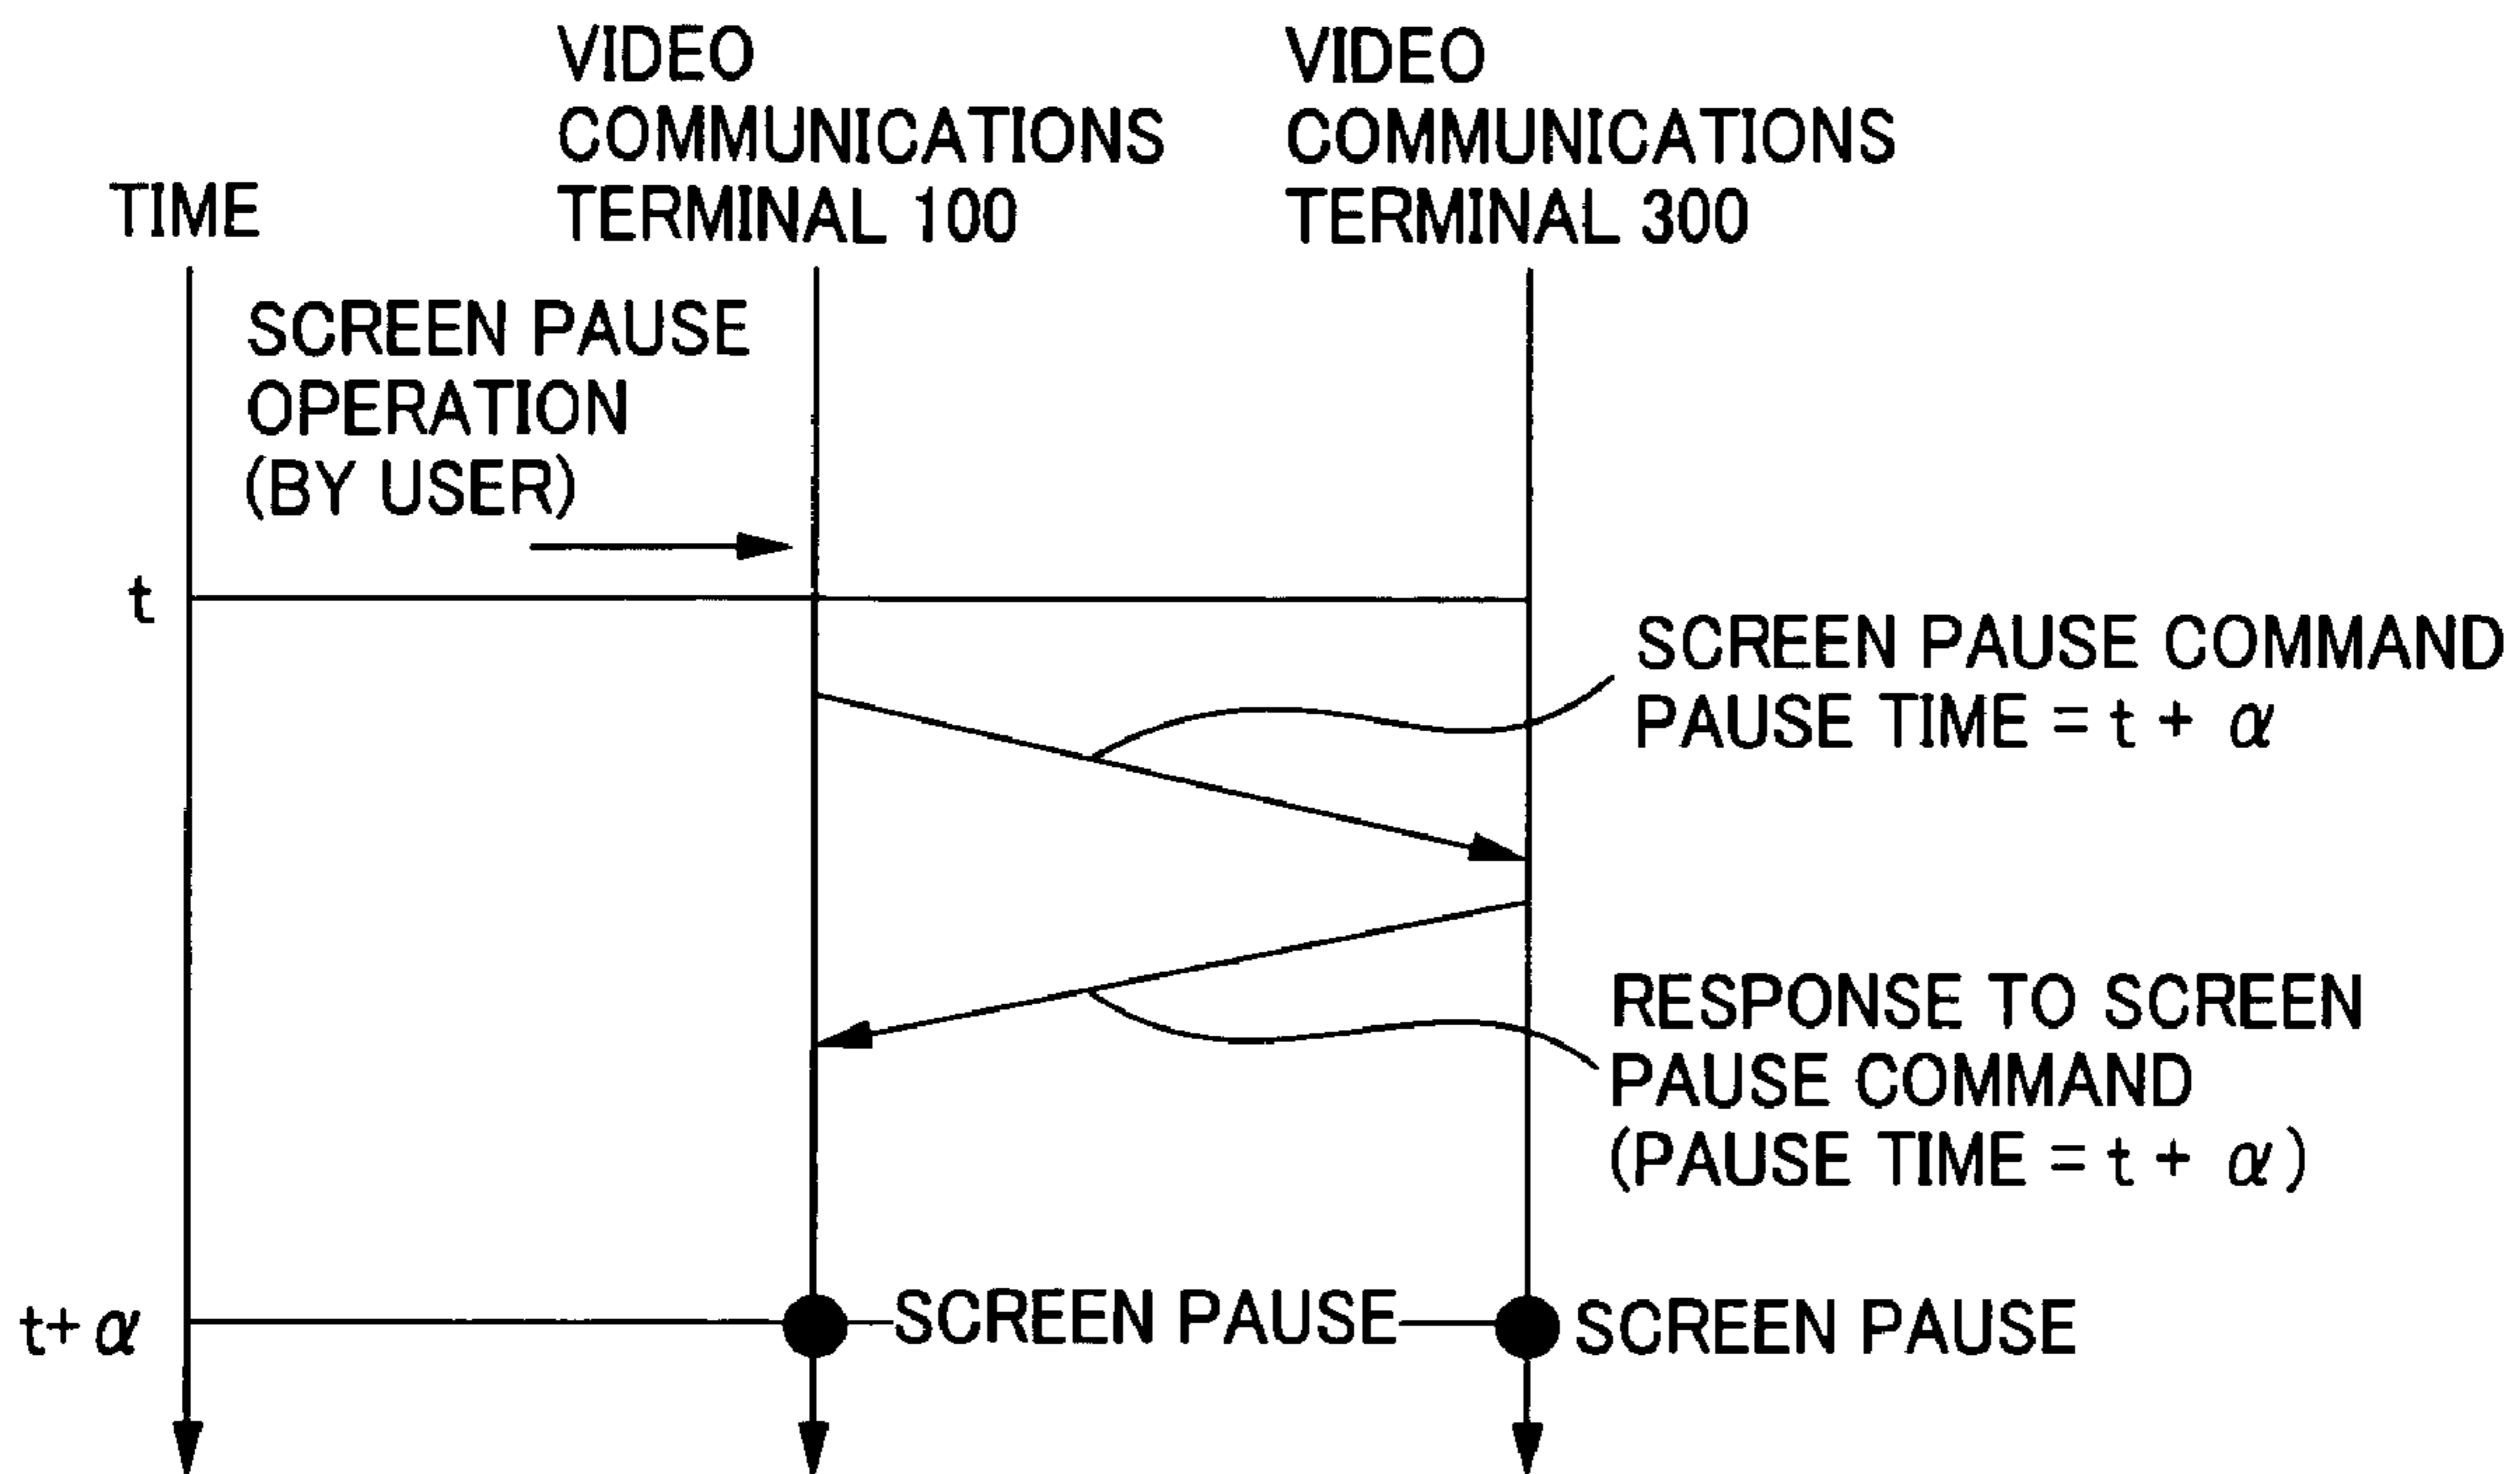 TIME
VIDEO
COMMUNICATIONS
TERMINAL 100
VIDEO
COMMUNICATIONS
TERMINAL 300
SCREEN PAUSE
OPERATION
(BY USER)
t
SCREEN PAUSE COMMAND
PAUSE TIME = t + α
RESPONSE TO SCREEN
PAUSE COMMAND
(PAUSE TIME = t + α)
t+ α
SCREEN PAUSE
SCREEN PAUSE